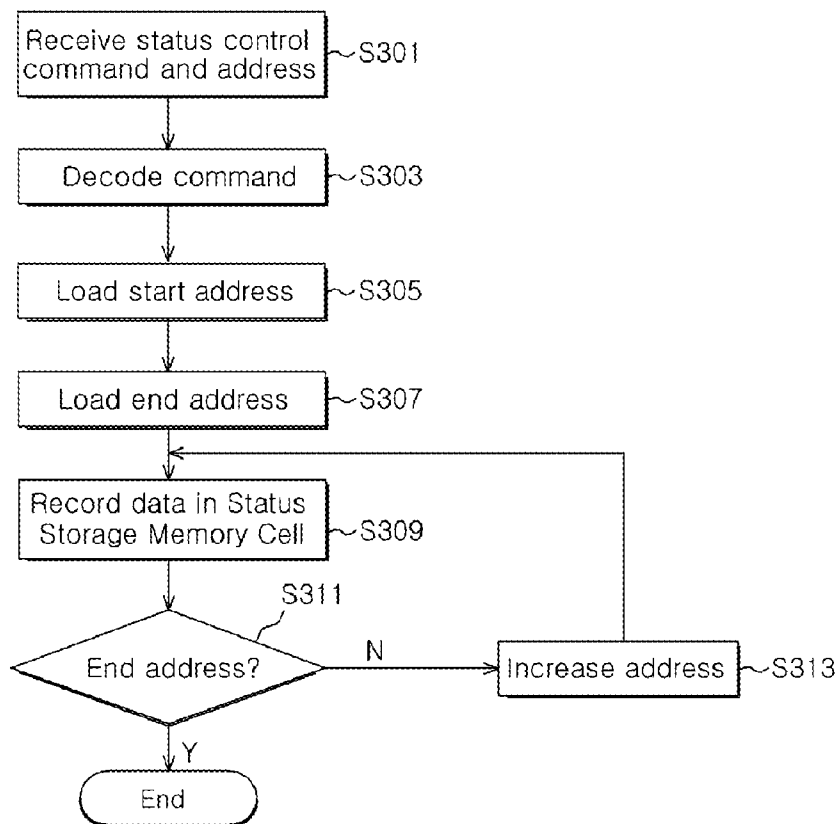 Receive status control
command and address
S301
Decode command
S303
Load start address
S305
Load end address
S307
Record data in Status
Storage Memory Cell
S309
S311
End address?
N
Increase address
S313
Y
End